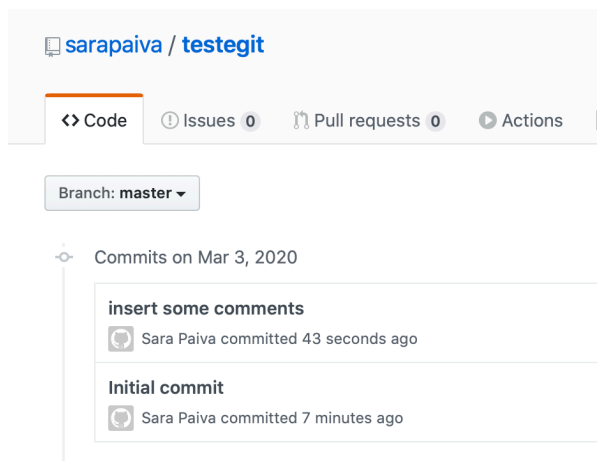 sarapaiva / testegit
Code Issues 0 Pull requests 0 Actions
Branch: master
Commits on Mar 3, 2020
insert some comments
Sara Paiva committed 43 seconds ago
Initial commit
Sara Paiva committed 7 minutes ago